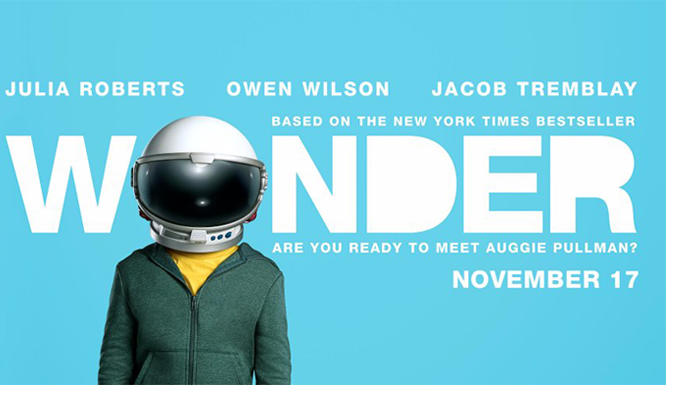 JULIA ROBERTS OWEN WILSON JACOB TREMBLAY
BASED ON THE NEW YORK TIMES BESTSELLER
WONDER
ARE YOU READY TO MEET AUGGIE PULLMAN?
NOVEMBER 17